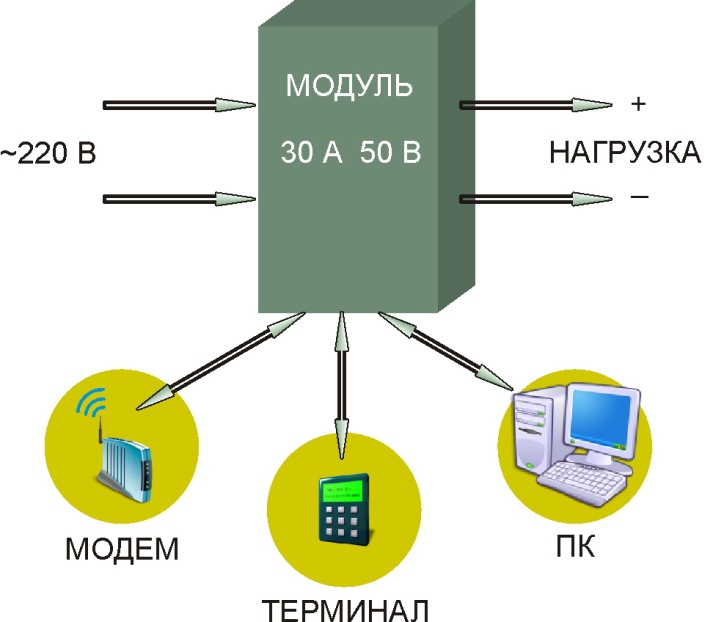 МОДУЛЬ
30 А 50 В
~220 В
+
НАГРУЗКА
–
МОДЕМ
ТЕРМИНАЛ
ПК